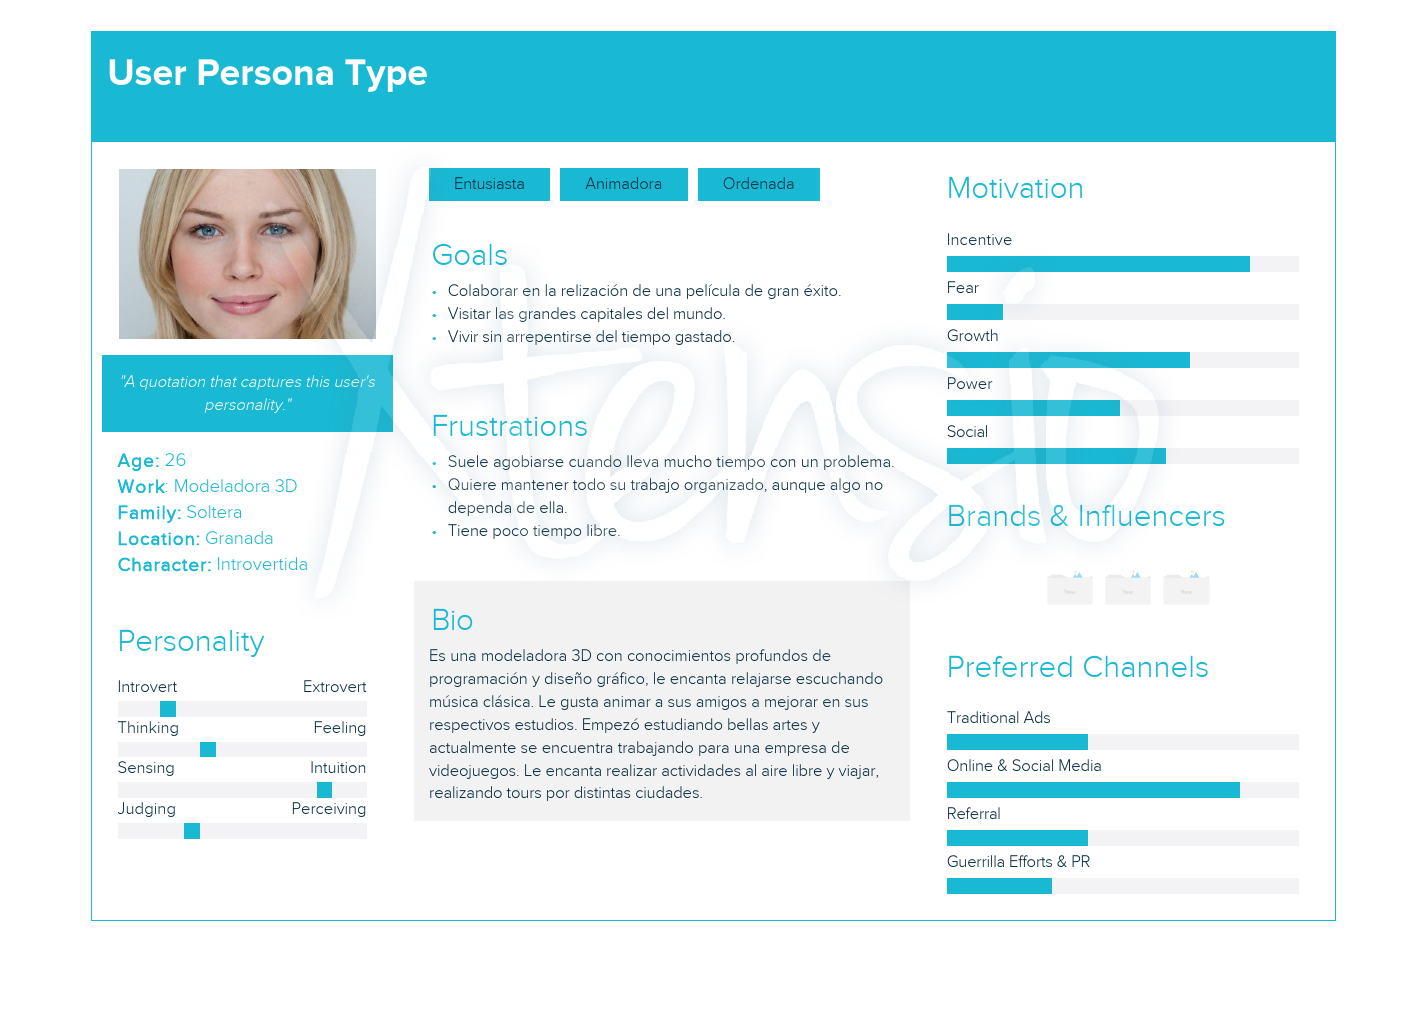 User Persona Type
"A quotation that captures this user's
personality."
Age: 26
Work: Modeladora 3D
Family: Soltera
Location: Granada
Character: Introvertida
Personality
Introvert Extrovert
Thinking Feeling
Sensing Intuition
Judging Perceiving
Entusiasta Animadora Ordenada
Goals
• Colaborar en la relización de una película de gran éxito.
• Visitar las grandes capitales del mundo.
• Vivir sin arrepentirse del tiempo gastado.
Frustrations
• Suele agobiarse cuando lleva mucho tiempo con un problema.
• Quiere mantener todo su trabajo organizado, aunque algo no
dependa de ella.
• Tiene poco tiempo libre.
Bio
Es una modeladora 3D con conocimientos profundos de
programación y diseño gráfico, le encanta relajarse escuchando
música clásica. Le gusta animar a sus amigos a mejorar en sus
respectivos estudios. Empezó estudiando bellas artes y
actualmente se encuentra trabajando para una empresa de
videojuegos. Le encanta realizar actividades al aire libre y viajar,
realizando tours por distintas ciudades.
Motivation
Incentive
Fear
Growth
Power
Social
Brands & Influencers
Preferred Channels
Traditional Ads
Online & Social Media
Referral
Guerrilla Efforts & PR
Xtensio